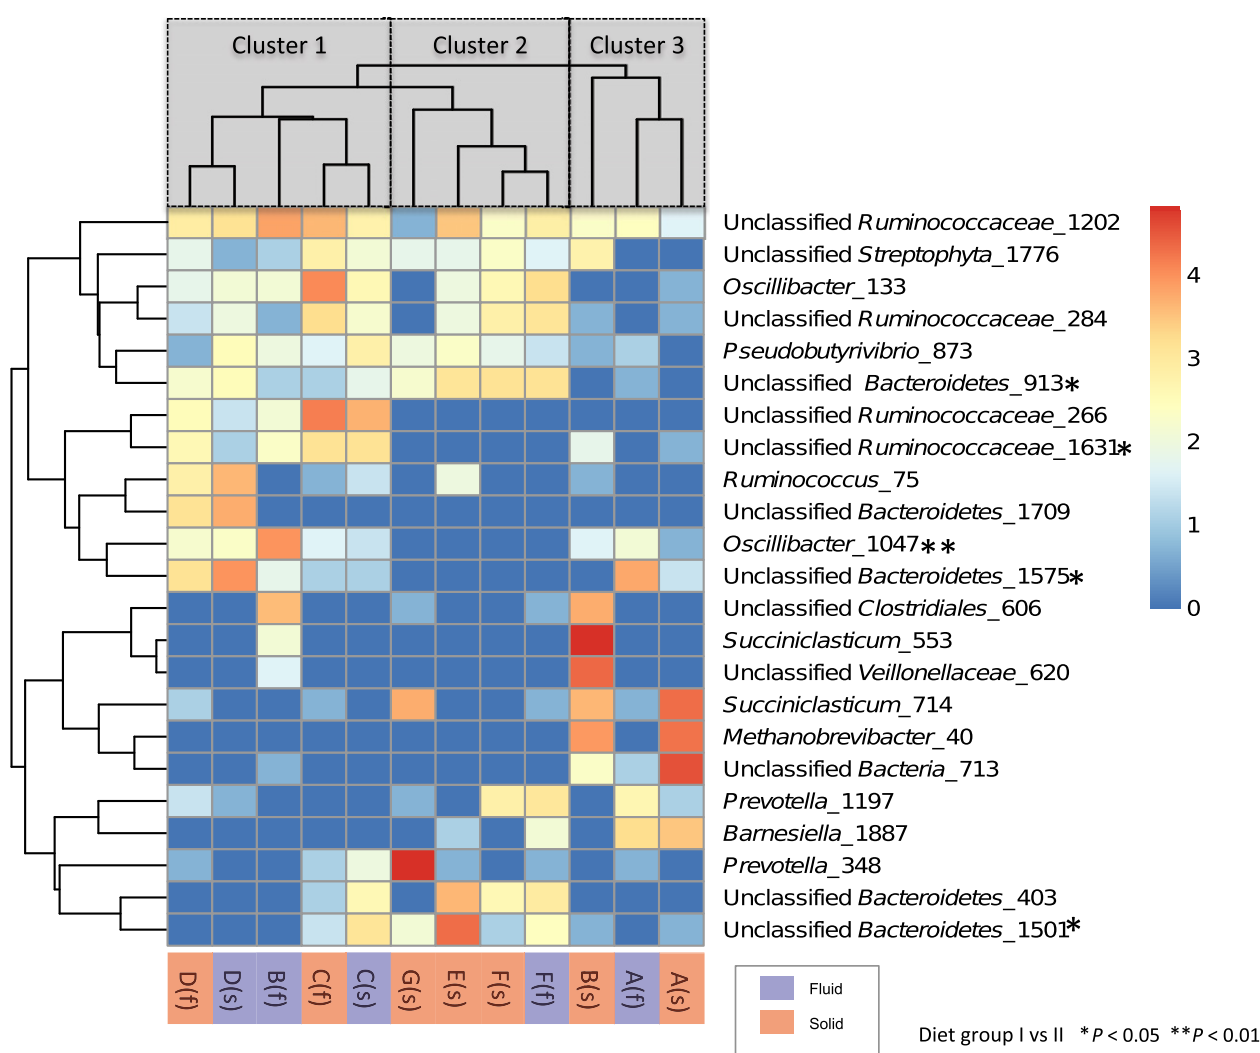 Cluster 1 Cluster 2 Cluster 3
Unclassified Ruminococcaceae_1202
Unclassified Streptophyta_1776
Oscillibacter_133
Unclassified Ruminococcaceae_284
Pseudobutyrivibrio_873
Unclassified Bacteroidetes_913*
Unclassified Ruminococcaceae_266
Unclassified Ruminococcaceae_1631*
Ruminococcus_75
Unclassified Bacteroidetes_1709
Oscillibacter_1047**
Unclassified Bacteroidetes_1575*
Unclassified Clostridiales_606
Succiniclasticum_553
Unclassified Veillonellaceae_620
Succiniclasticum_714
Methanobrevibacter_40
Unclassified Bacteria_713
Prevotella_1197
Barnesiella_1887
Prevotella_348
Unclassified Bacteroidetes_403
Unclassified Bacteroidetes_1501*
4
3
2
1
0
D(f) D(s) B(f) C(f) C(s) G(s) E(s) F(s) F(f) B(s) A(f) A(s)
Fluid
Solid
Diet group I vs II *P < 0.05 **P < 0.01